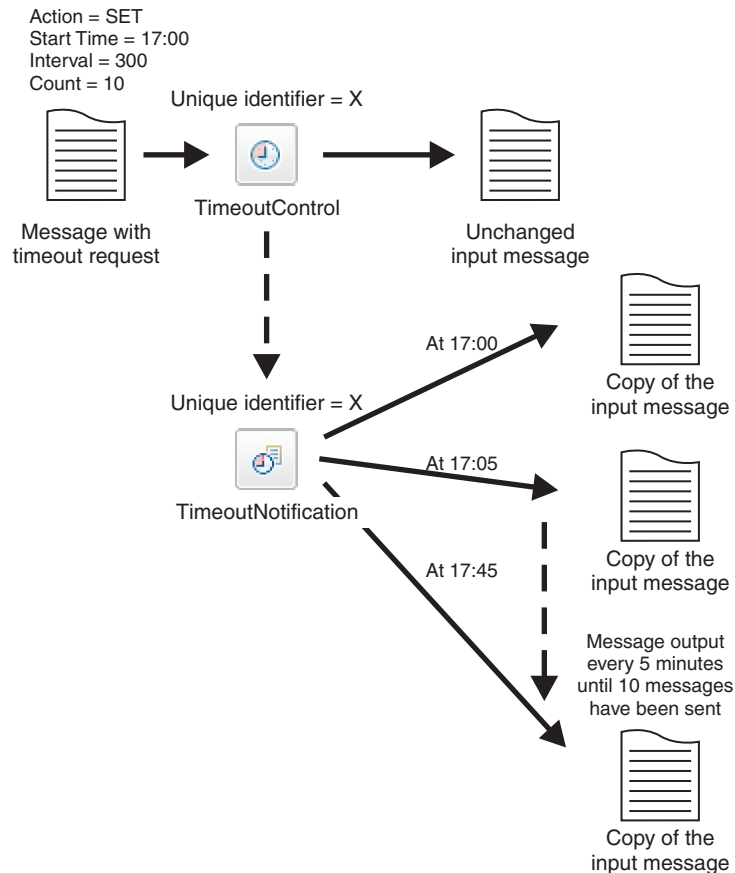 Action = SET
Start Time = 17:00
Interval = 300
Count = 10
Unique identifier = X
TimeoutControl
Message with
timeout request
Unchanged
input message
At 17:00
Copy of the
input message
Unique identifier = X
At 17:05
TimeoutNotification
Copy of the
input message
At 17:45
Message output
every 5 minutes
until 10 messages
have been sent
Copy of the
input message